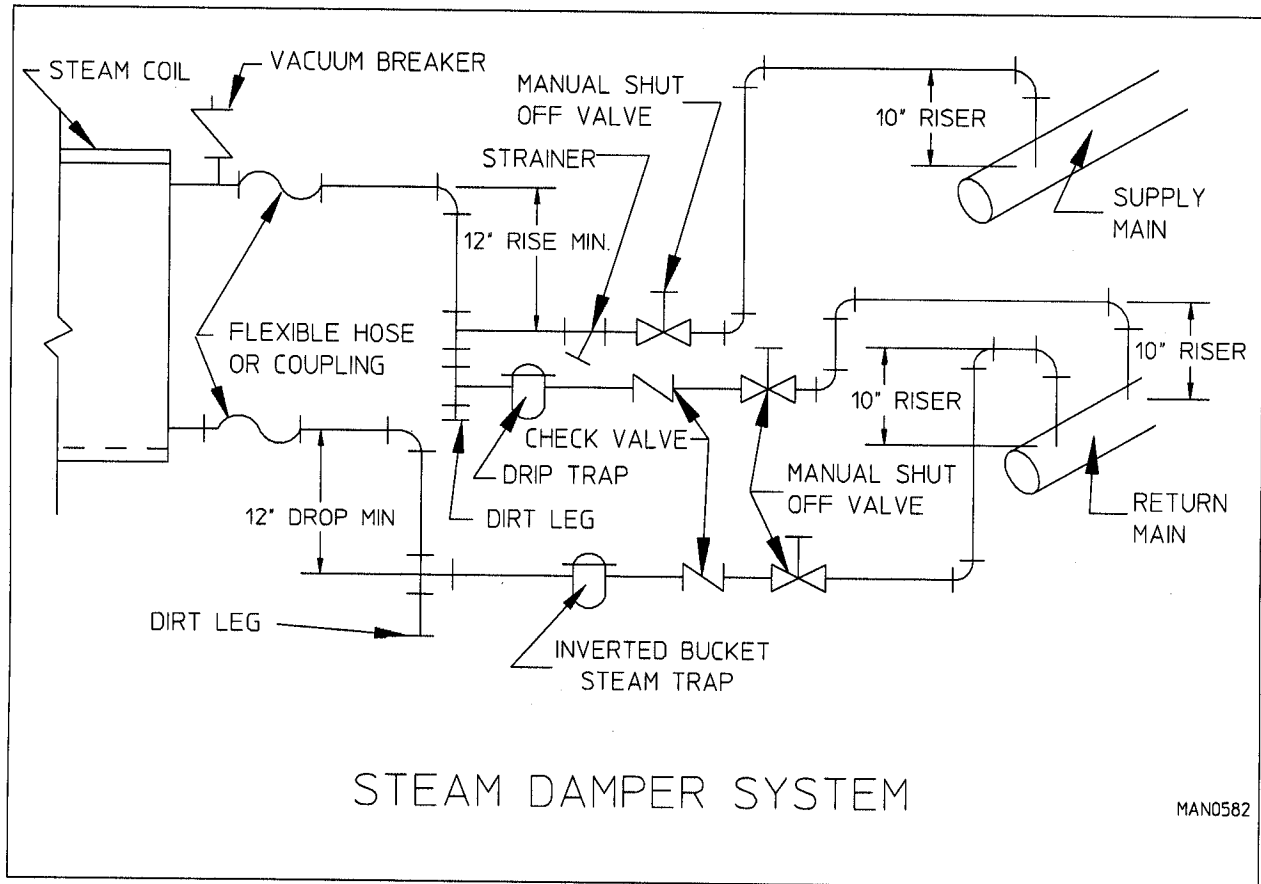 STEAM COIL
VACUUM BREAKER
MANUAL SHUT
OFF VALVE
STRAINER
10" RISER
SUPPLY
MAIN
12" RISE MIN.
FLEXIBLE HOSE
OR COUPLING
10" RISER
10" RISER
CHECK VALVE
DRIP TRAP
DIRT LEG
MANUAL SHUT
OFF VALVE
RETURN
MAIN
12" DROP MIN
DIRT LEG
INVERTED BUCKET
STEAM TRAP
STEAM DAMPER SYSTEM
MAN0582